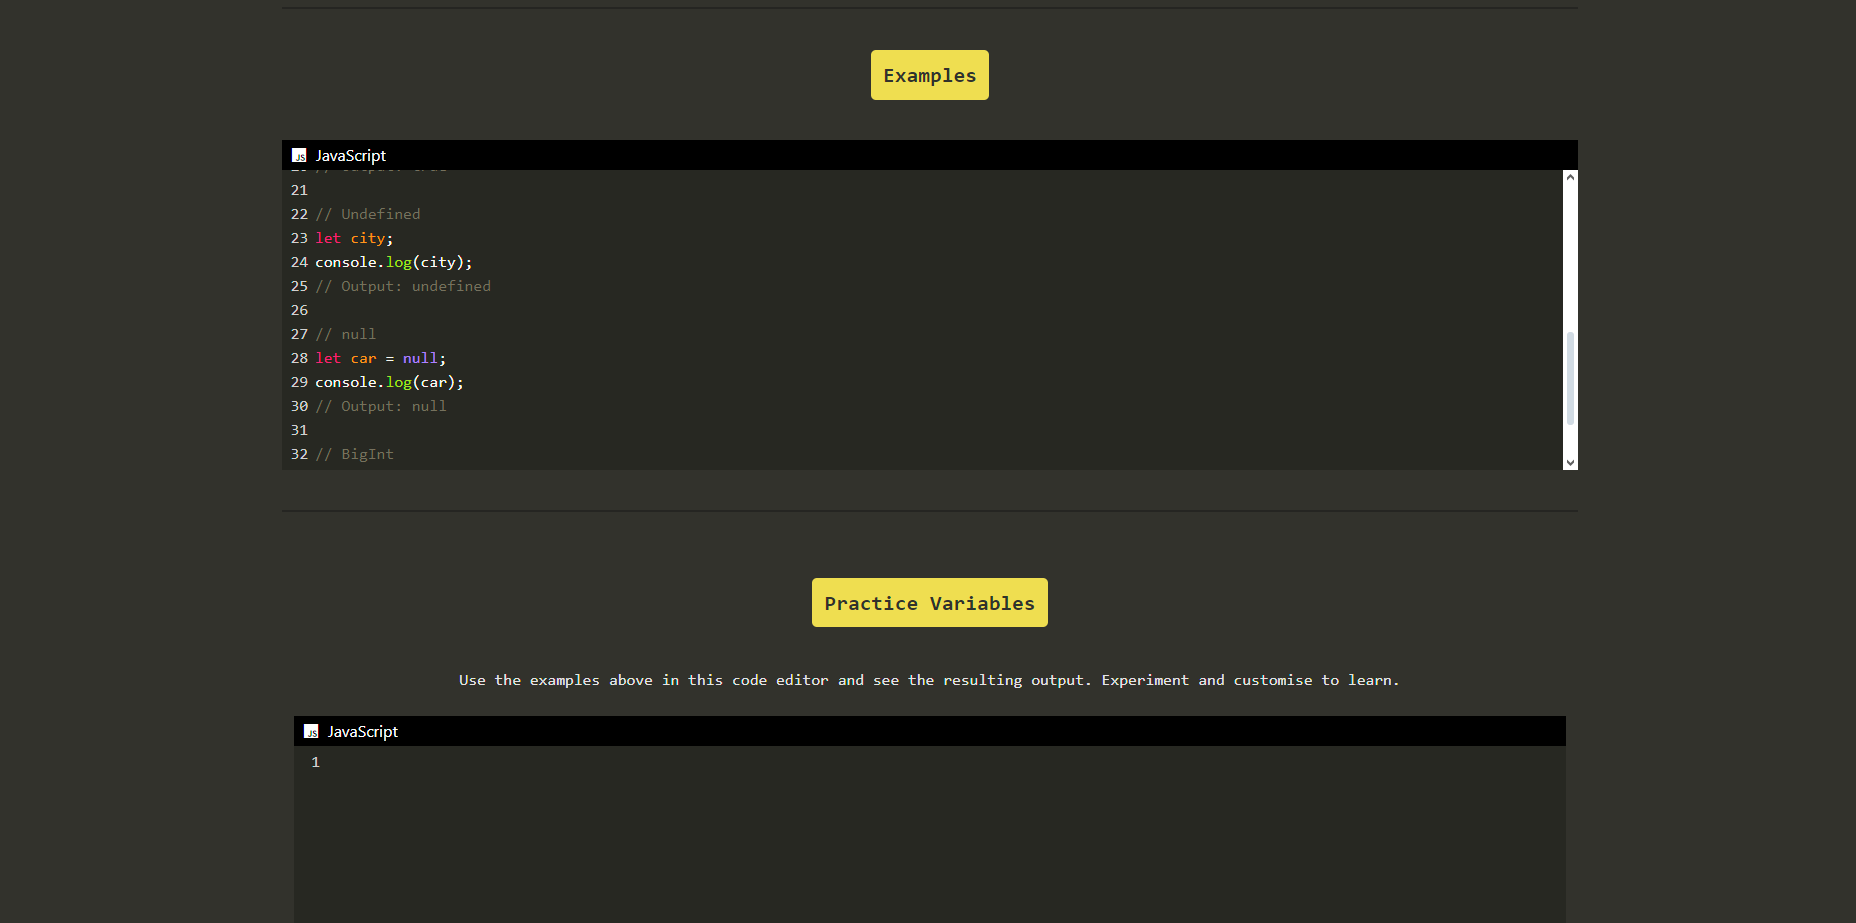 Examples
JS JavaScript
21
22 // Undefined
23 let city;
24 console.log(city);
25 // Output: undefined
26
27 // null
28 let car = null;
29 console.log(car);
30 // Output: null
31
32 // BigInt
Practice Variables
Use the examples above in this code editor and see the resulting output. Experiment and customise to learn.
JS JavaScript
1